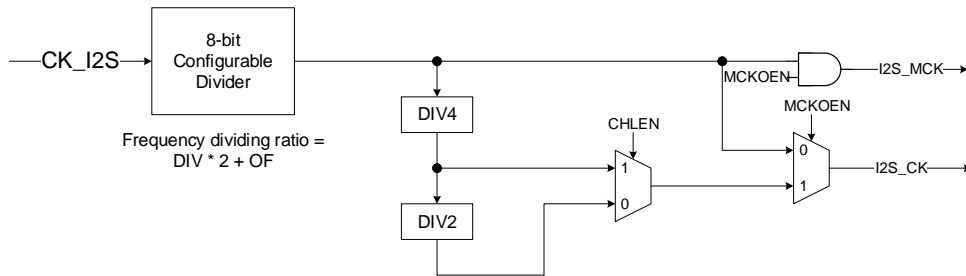 CK_I2S
8-bit
Configurable
Divider
Frequency dividing ratio =
DIV * 2 + OF
DIV4
DIV2
CHLEN
1
0
MCKOEN
I2S_MCK
MCKOEN
0
1
I2S_CK